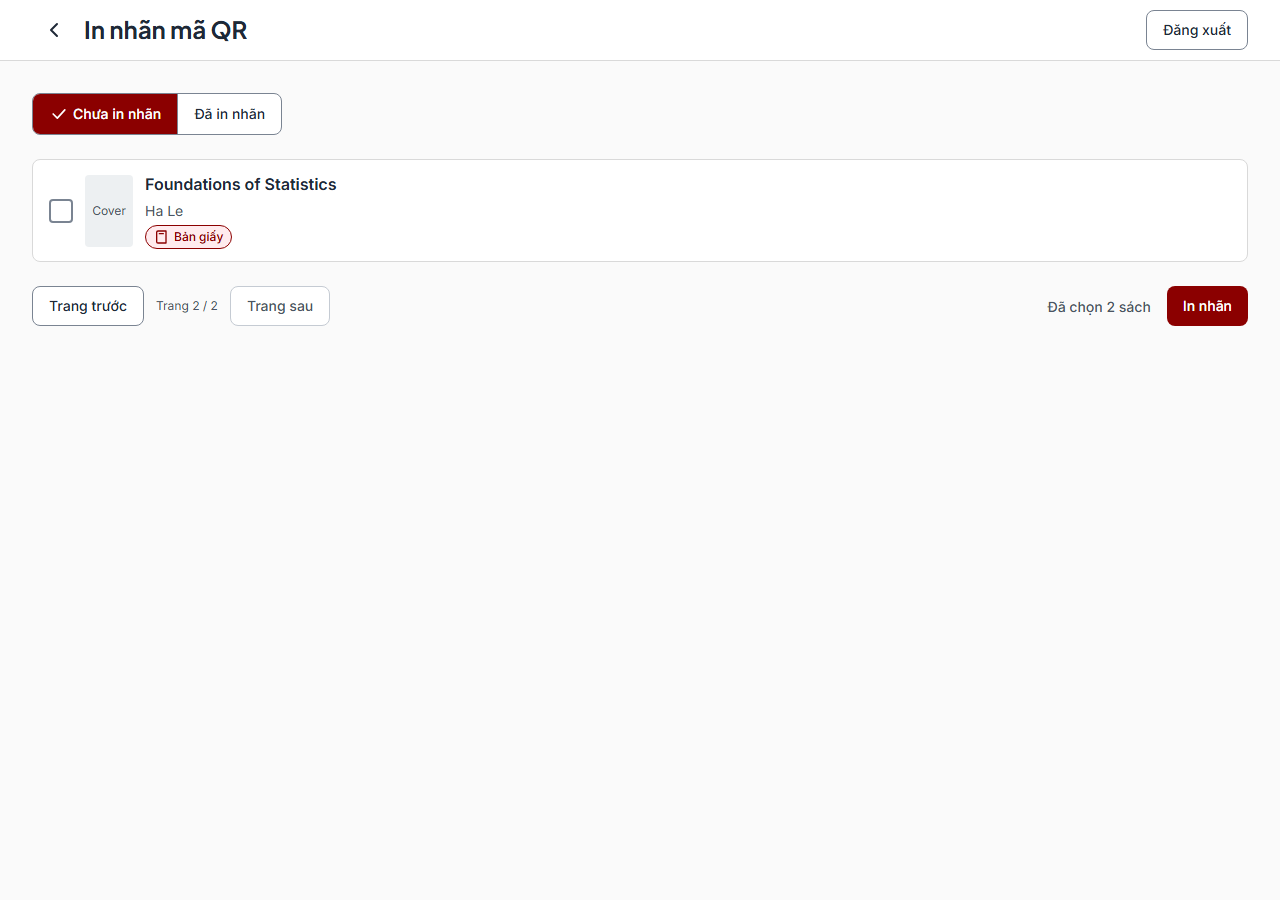 In nhãn mã QR
Đăng xuất
Chưa in nhãn
Đã in nhãn
Cover
Foundations of Statistics
Ha Le
Bản giấy
Trang trước
Trang 2 / 2
Trang sau
Đã chọn 2 sách
In nhãn